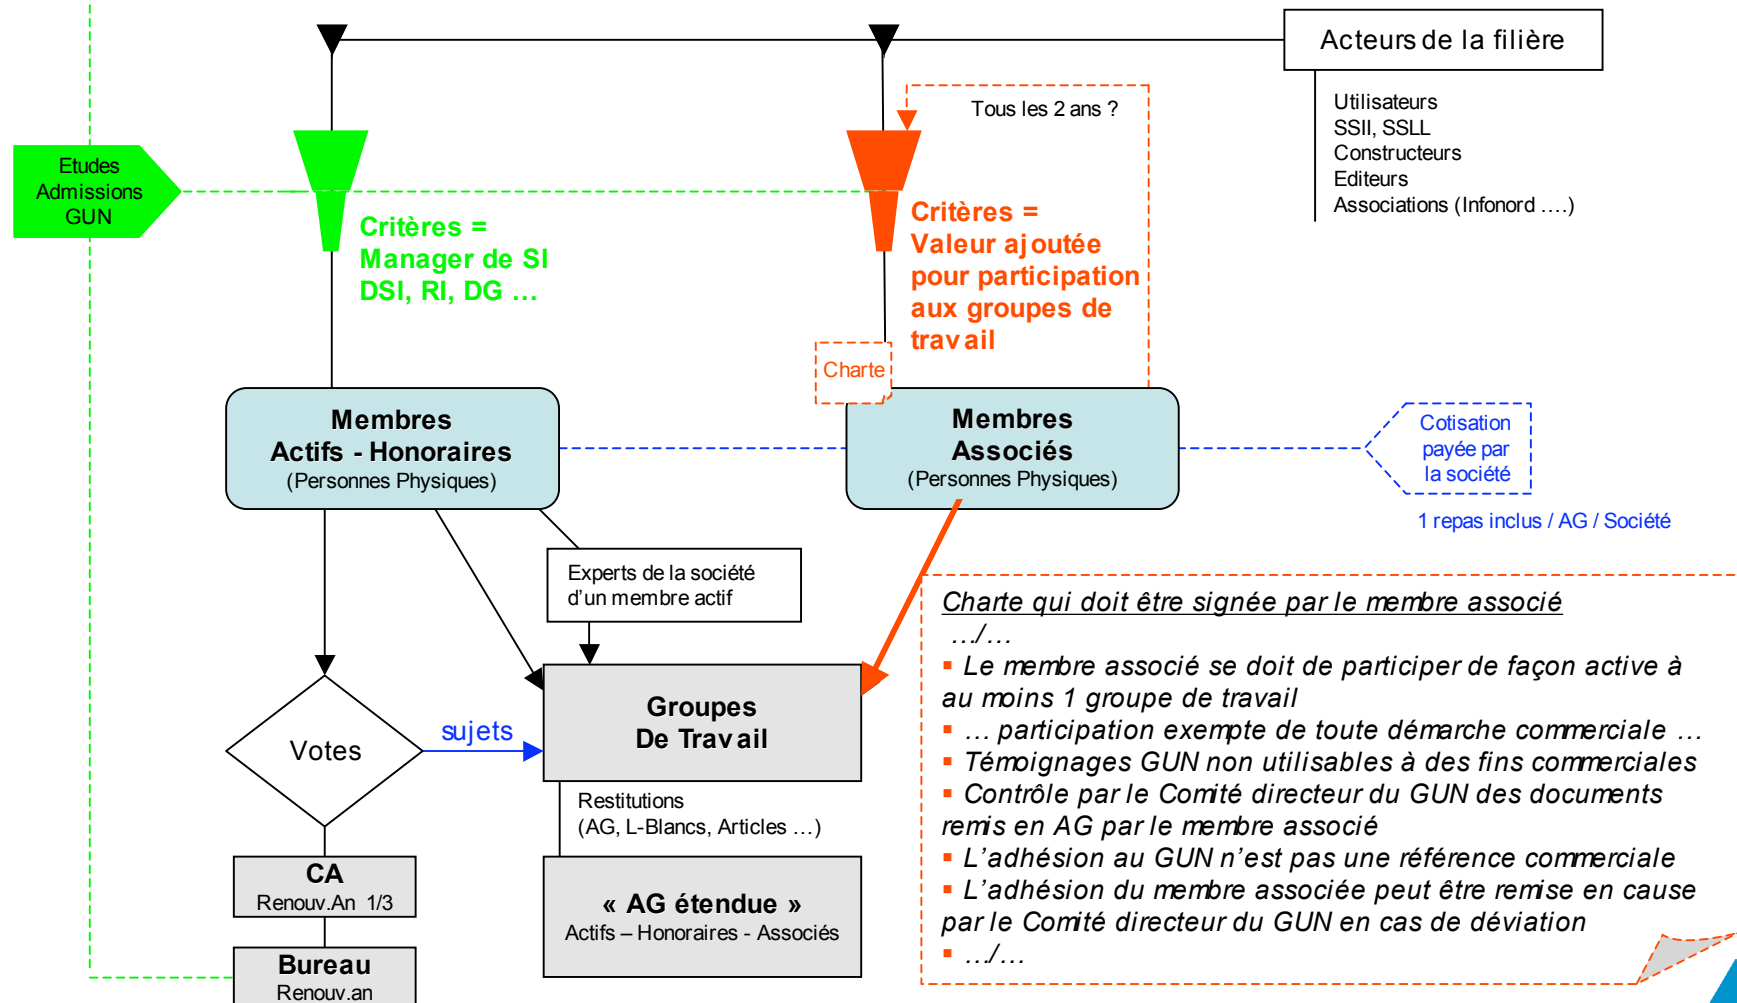 Acteurs de la filière
Utilisateurs
SSII, SSLL
Constructeurs
Editeurs
Associations (Infonord ….)
Tous les 2 ans ?
Etudes
Admissions
GUN
Critères =
Manager de SI
DSI, RI, DG …
Critères =
Valeur ajoutée
pour participation
aux groupes de
travail
Charte
Membres
Actifs - Honoraires
(Personnes Physiques)
Membres
Associés
(Personnes Physiques)
Cotisation
payée par
la société
1 repas inclus / AG / Société
Experts de la société
d’un membre actif
Votes
sujets
Groupes
De Travail
Restitutions
(AG, L-Blancs, Articles …)
CA
Renouv.An 1/3
« AG étendue »
Actifs – Honoraires - Associés
Bureau
Renouv.an
Charte qui doit être signée par le membre associé
…/…
▪ Le membre associé se doit de participer de façon active à
au moins 1 groupe de travail
▪ … participation exempte de toute démarche commerciale …
▪ Témoignages GUN non utilisables à des fins commerciales
▪ Contrôle par le Comité directeur du GUN des documents
remis en AG par le membre associé
▪ L’adhésion au GUN n’est pas une référence commerciale
▪ L’adhésion du membre associée peut être remise en cause
par le Comité directeur du GUN en cas de déviation
▪ …/…